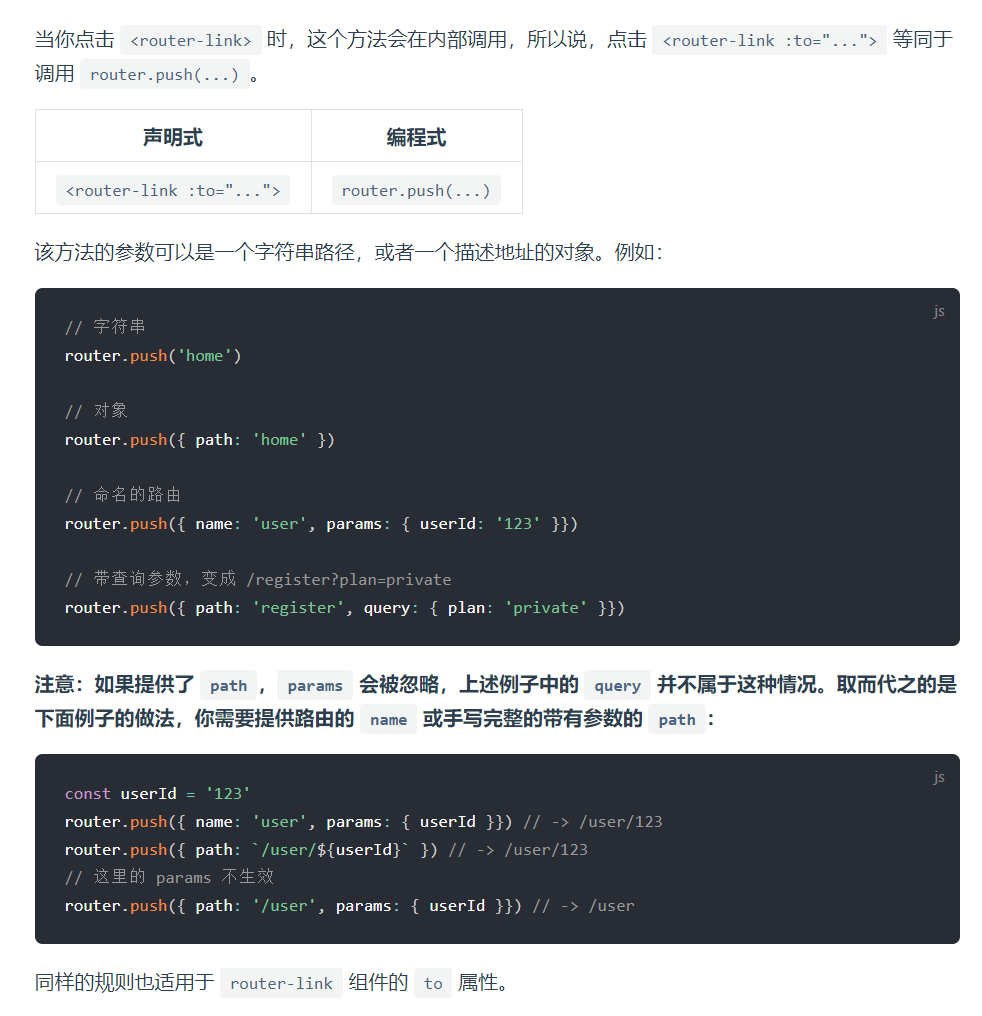 当你点击 <router-link> 时，这个方法会在内部调用，所以说，点击 <router-link :to="..."> 等同于
调用 router.push(...) 。
声明式 编程式
<router-link :to="..."> router.push(...)
该方法的参数可以是一个字符串路径，或者一个描述地址的对象。例如：
js
// 字符串
router.push('home')
// 对象
router.push({ path: 'home' })
// 命名的路由
router.push({ name: 'user', params: { userId: '123' }})
// 带查询参数，变成 /register?plan=private
router.push({ path: 'register', query: { plan: 'private' }})
注意：如果提供了 path ， params 会被忽略，上述例子中的 query 并不属于这种情况。取而代之的是
下面例子的做法，你需要提供路由的 name 或手写完整的带有参数的 path ：
js
const userId = '123'
router.push({ name: 'user', params: { userId }}) // -> /user/123
router.push({ path: `/user/${userId}` }) // -> /user/123
// 这里的 params 不生效
router.push({ path: '/user', params: { userId }}) // -> /user
同样的规则也适用于 router-link 组件的 to 属性。